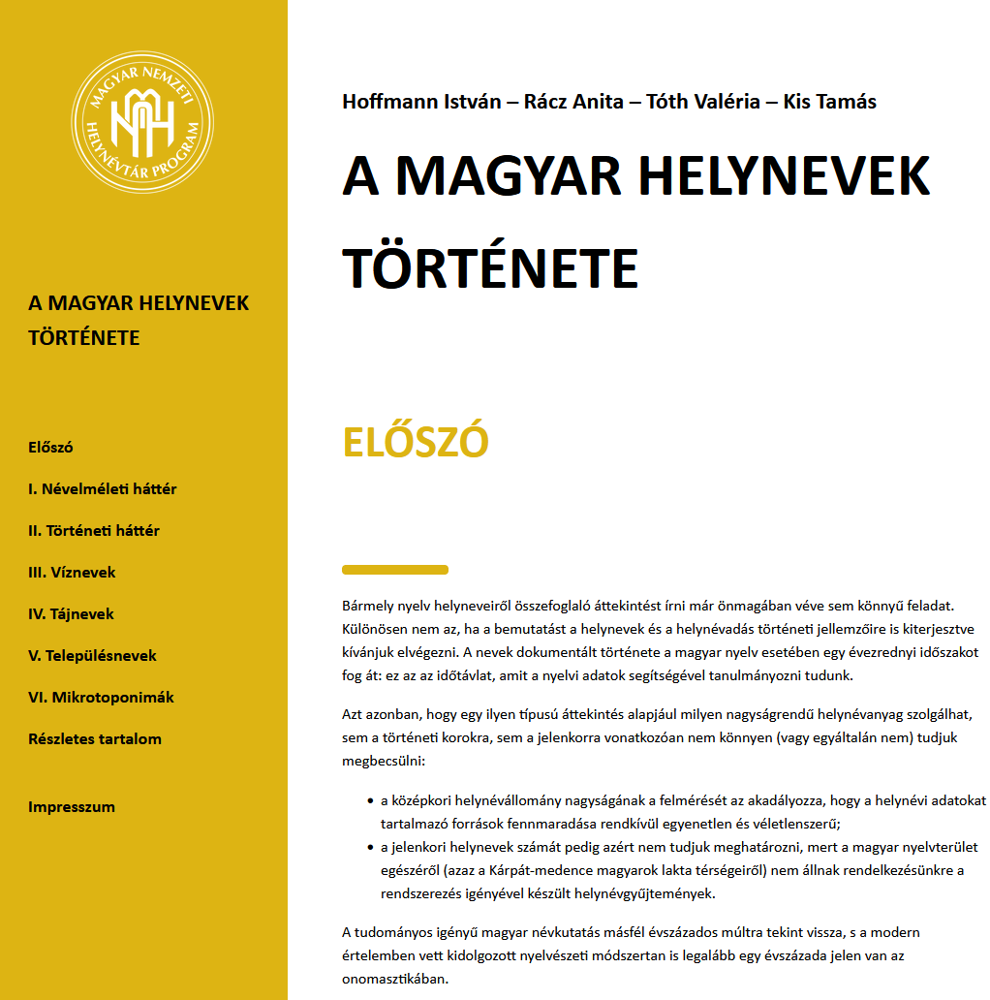 MAGYAR NEMZETI
HELYNÉVTÁR PROGRAM
A MAGYAR HELYNEVEK
TÖRTÉNETE
Előszó
I. Névelméleti háttér
II. Történeti háttér
III. Víznevek
IV. Tájnevek
V. Településnevek
VI. Mikrotoponimák
Részletes tartalom
Impresszum
Hoffmann István – Rácz Anita – Tóth Valéria – Kis Tamás
A MAGYAR HELYNEVEK
TÖRTÉNETE
ELŐSZÓ
Bármely nyelv helyneveiről összefoglaló áttekintést írni már önmagában véve sem könnyű feladat.
Különösen nem az, ha a bemutatást a helynevek és a helynévadás történeti jellemzőire is kiterjesztve
kívánjuk elvégezni. A nevek dokumentált története a magyar nyelv esetében egy évezrednyi időszakot
fog át: ez az az időtávlat, amit a nyelvi adatok segítségével tanulmányozni tudunk.
Azt azonban, hogy egy ilyen típusú áttekintés alapjául milyen nagyságrendű helynévanyag szolgálhat,
sem a történeti korokra, sem a jelenkorra vonatkozóan nem könnyen (vagy egyáltalán nem) tudjuk
megbecsülni:
• a középkori helynévállomány nagyságának a felmérését az akadályozza, hogy a helynévi adatokat
tartalmazó források fennmaradása rendkívül egyenetlen és véletlenszerű;
• a jelenkori helynevek számát pedig azért nem tudjuk meghatározni, mert a magyar nyelvterület
egészéről (azaz a Kárpát-medence magyarok lakta térségeiről) nem állnak rendelkezésünkre a
rendszerezés igényével készült helynévgyűjtemények.
A tudományos igényű magyar névkutatás másfél évszázados múltra tekint vissza, s a modern
értelemben vett kidolgozott nyelvészeti módszertan is legalább egy évszázada jelen van az
onomasztikában.